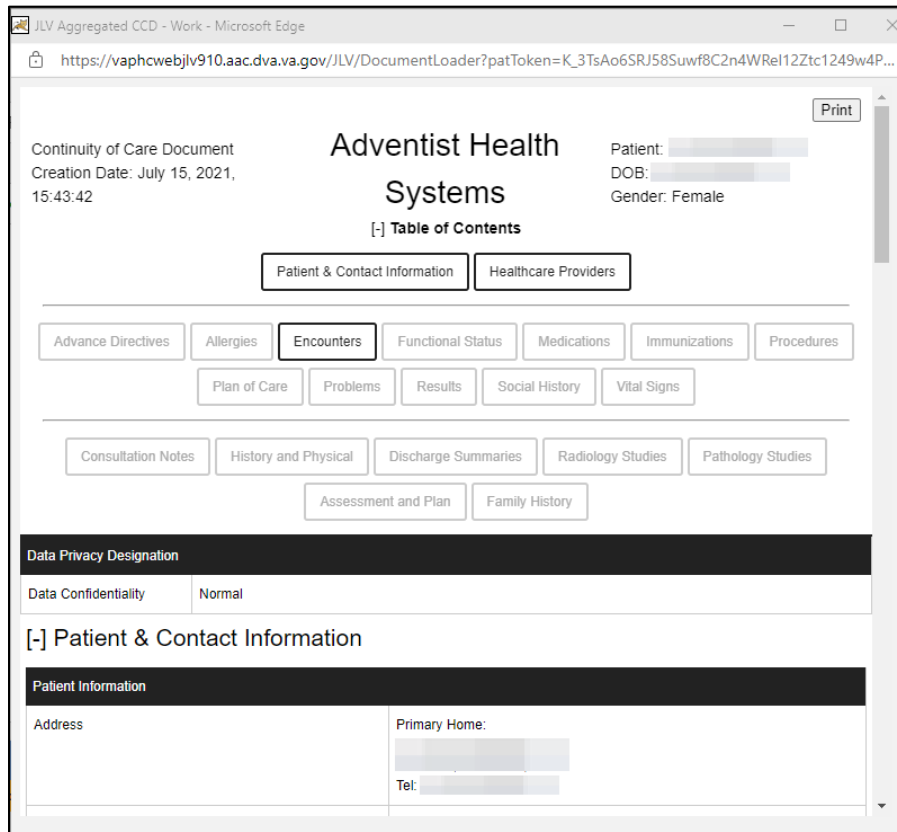 JLV Aggregated CCD - Work - Microsoft Edge
https://vaphcwebjlv910.aac.dva.va.gov/JLV/DocumentLoader?patToken=K_3TsAo6SRJ58Suwf8C2n4WRel12Ztc1249w4P...
Print
Continuity of Care Document
Creation Date: July 15, 2021,
15:43:42
Adventist Health
Systems
Patient:
DOB:
Gender: Female
[-] Table of Contents
Patient & Contact Information Healthcare Providers
Advance Directives Allergies Encounters Functional Status Medications Immunizations Procedures
Plan of Care Problems Results Social History Vital Signs
Consultation Notes History and Physical Discharge Summaries Radiology Studies Pathology Studies
Assessment and Plan Family History
Data Privacy Designation
Data Confidentiality Normal
[-] Patient & Contact Information
Patient Information
Address Primary Home:
Tel: